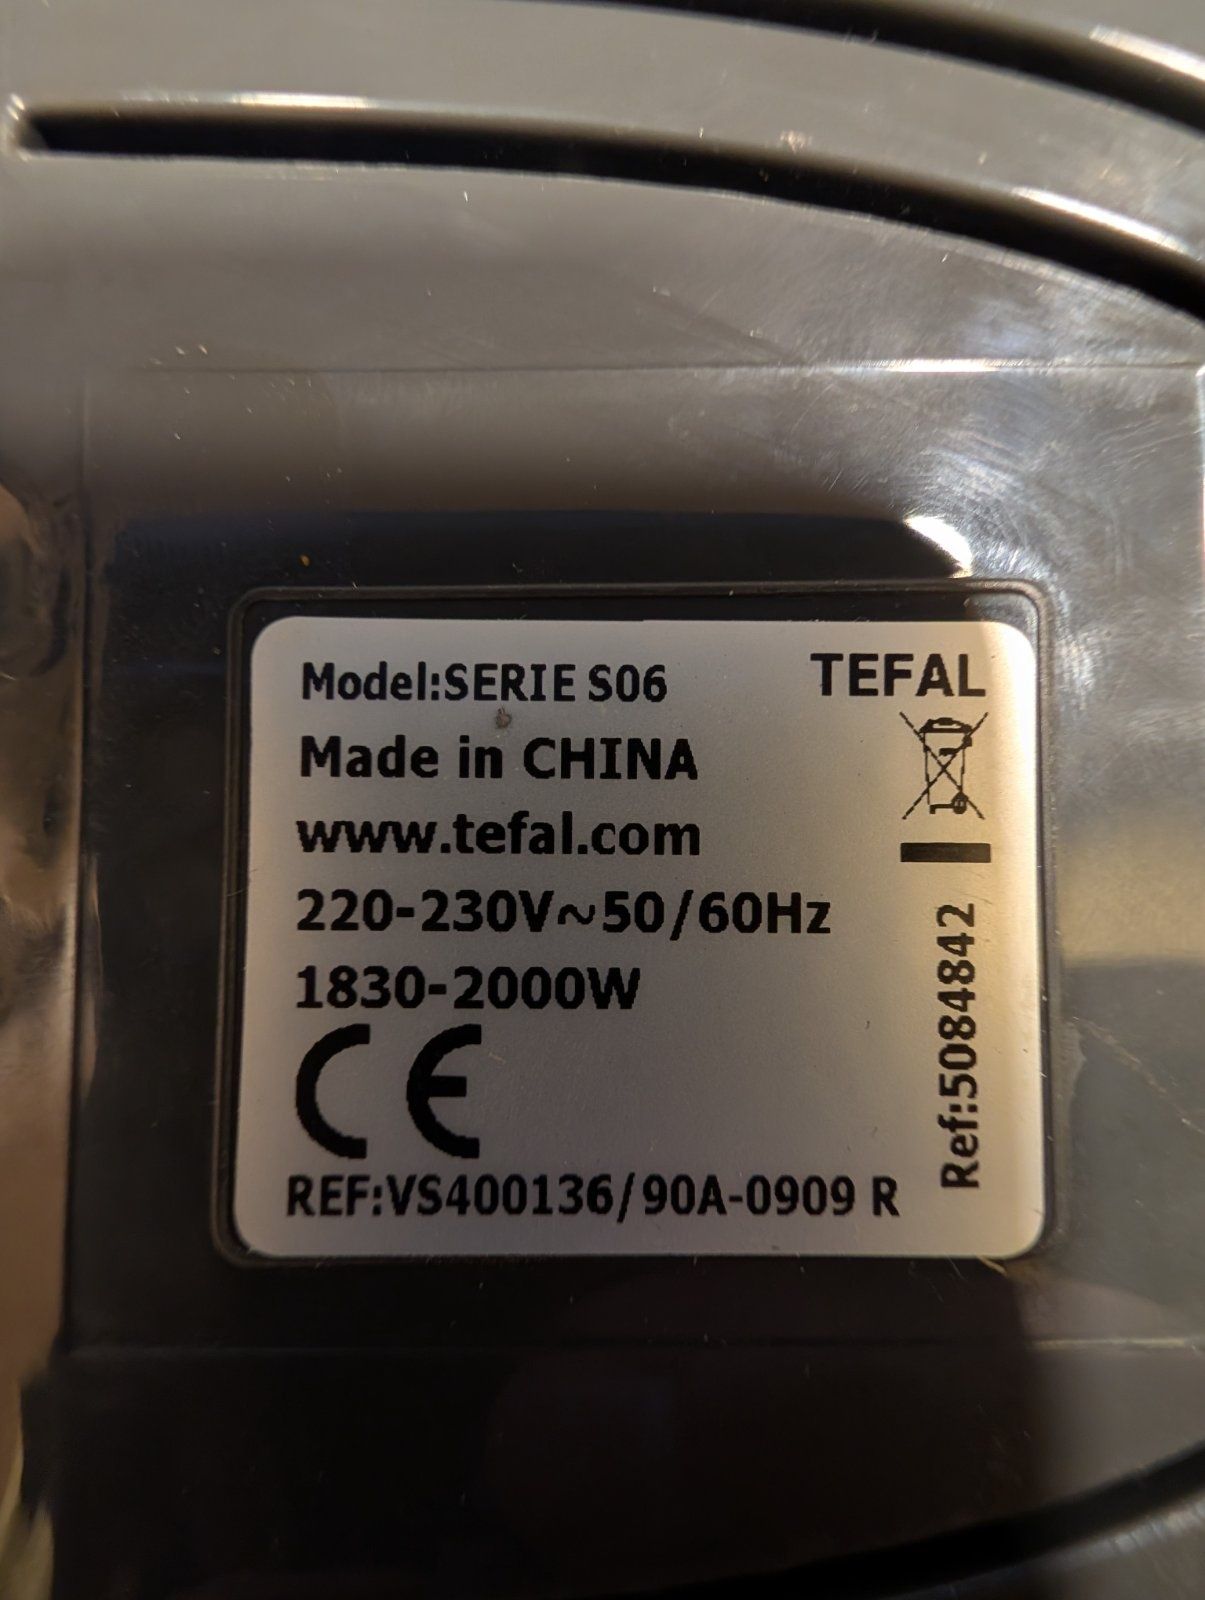 Model:SERIE S06
TEFAL
Made in CHINA
www.tefal.com
220-230V~50/60Hz
1830-2000W
CE
REF:VS400136/90A-0909 R
Ref:5084842